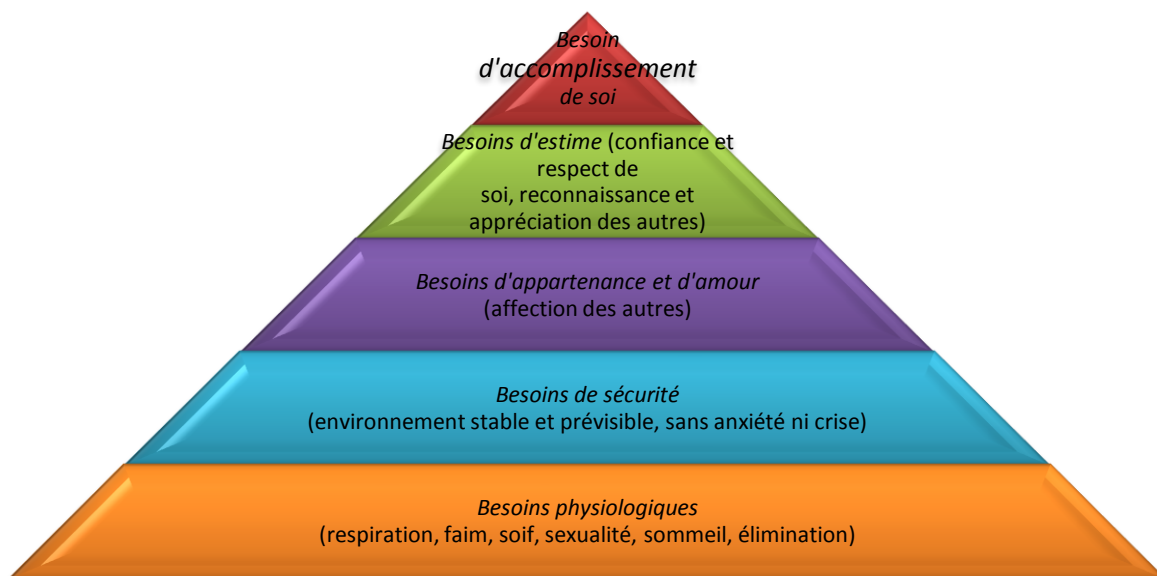 Besoin
d'accomplissement
de soi
Besoins d'estime (confiance et
respect de
soi, reconnaissance et
appréciation des autres)
Besoins d'appartenance et d'amour
(affection des autres)
Besoins de sécurité
(environnement stable et prévisible, sans anxiété ni crise)
Besoins physiologiques
(respiration, faim, soif, sexualité, sommeil, élimination)